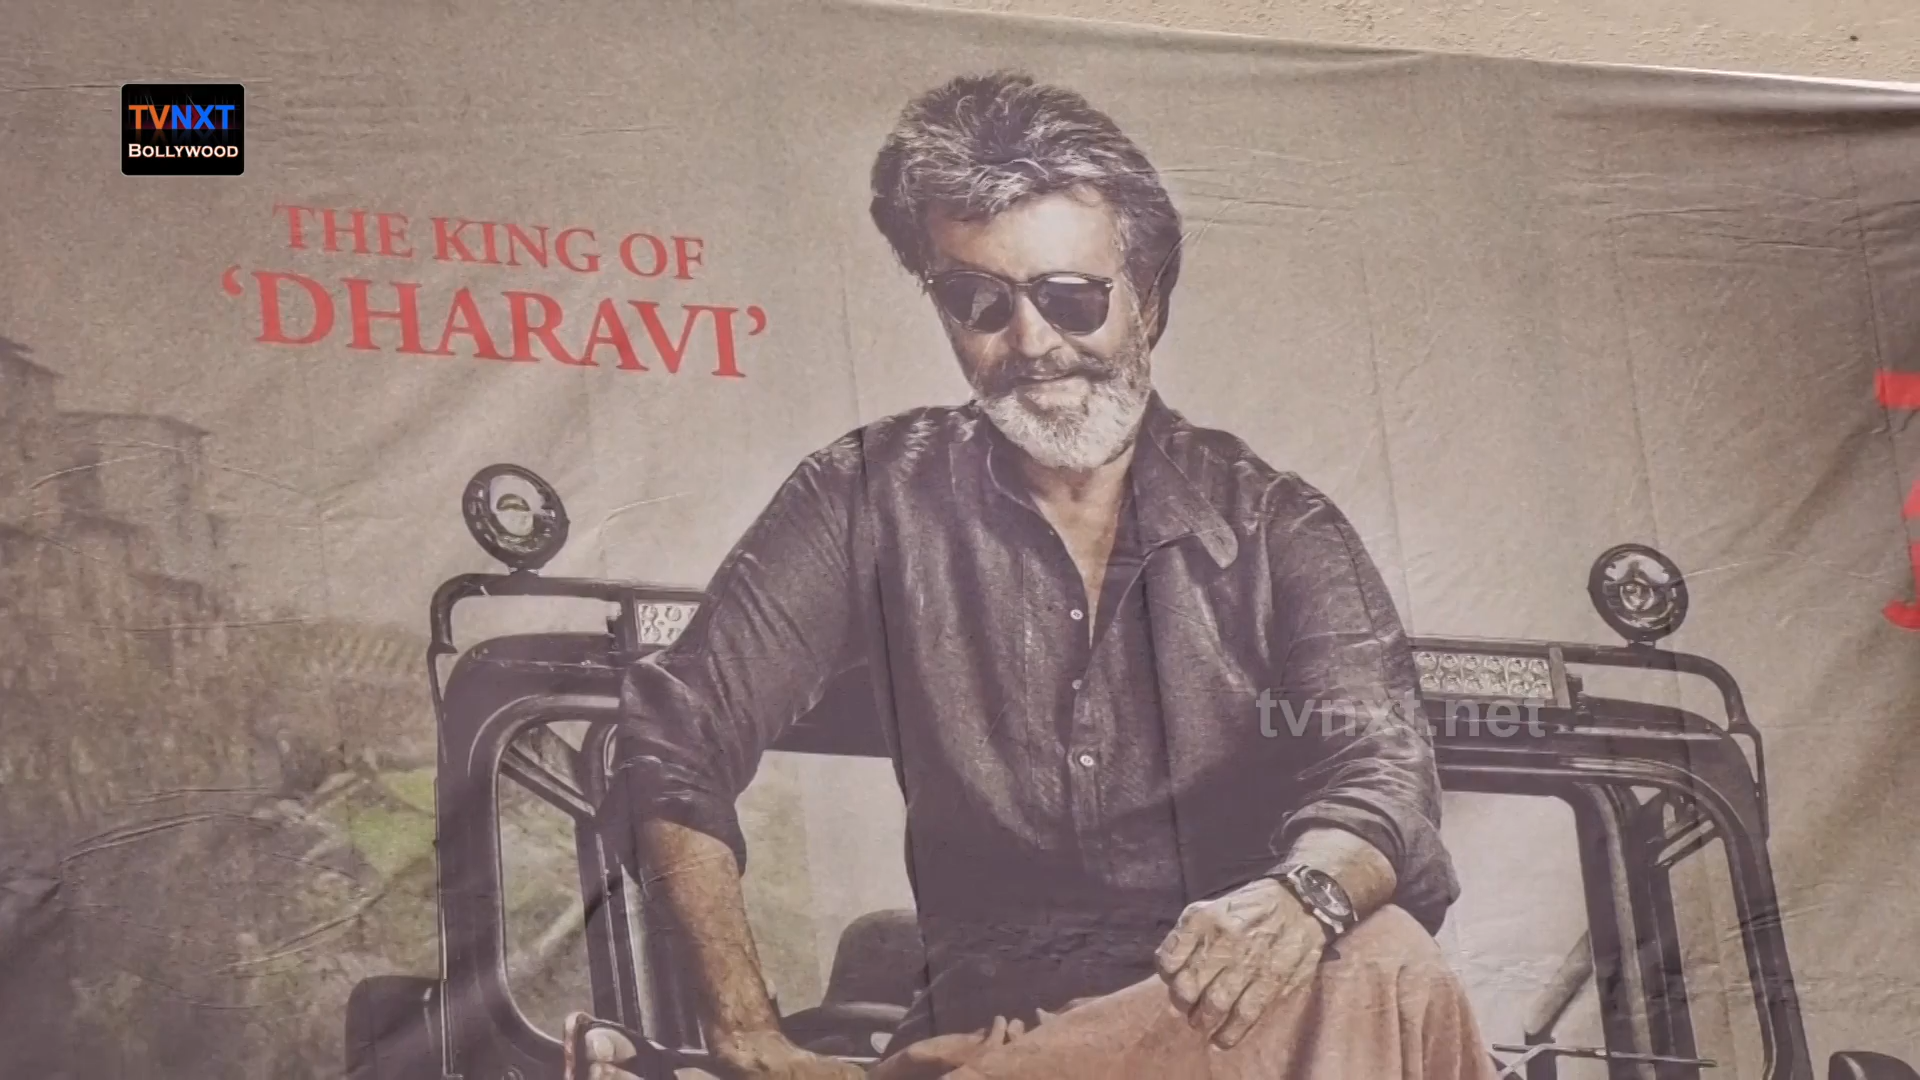 TVNXT
BOLLYWOOD
THE KING OF
‘DHARAVI’
tvnxt.net